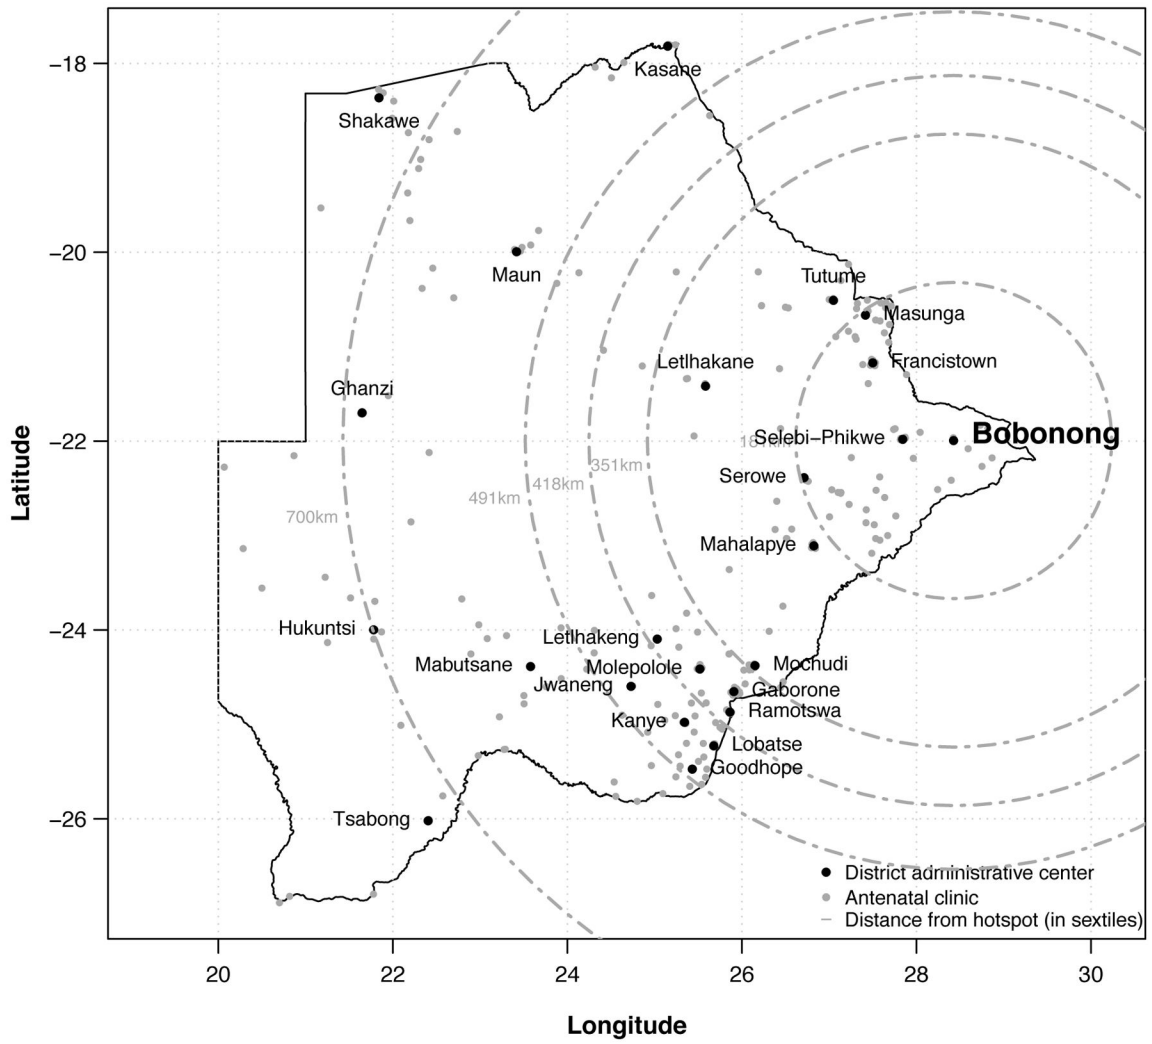 −18
Kasane
Shakawe
−20
Maun
Tutume
Masunga
Letlhakane
Francistown
Ghanzi
−22
Selebi−Phikwe
Bobonong
351km
Serowe
418km
491km
700km
Mahalapye
−24
Hukuntsi
Letlhakeng
Mabutsane
Molepolole
Mochudi
Jwaneng
Gaborone
Kanye
Ramotswa
Lobatse
Goodhope
−26
Tsabong
District administrative center
Antenatal clinic
Distance from hotspot (in sextiles)
20
22
24
26
28
30
Longitude
Latitude